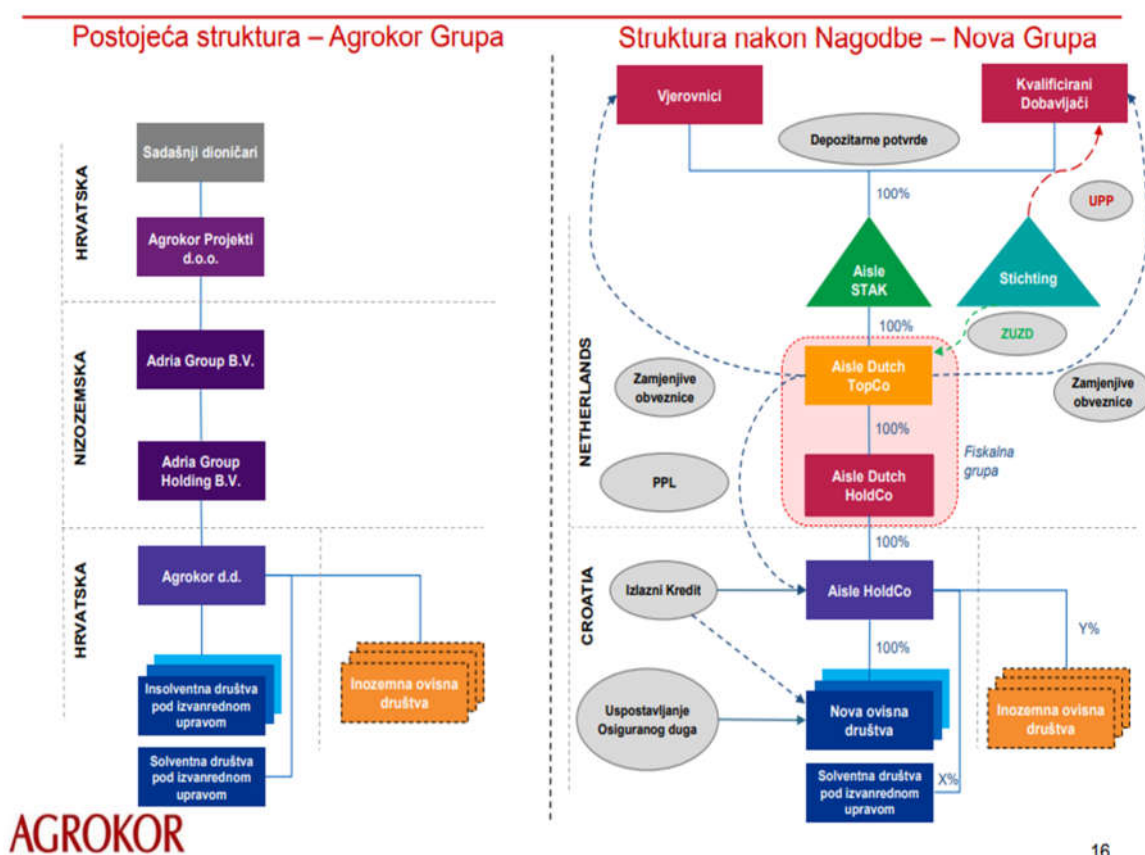 Postojeća struktura – Agrokor Grupa
HRVATSKA
Sadašnji dioničari
Agrokor Projekti
d.o.o.
NIZOZEMSKA
Adria Group B.V.
Adria Group
Holding B.V.
HRVATSKA
Agrokor d.d.
Insolventna društva
pod izvanrednom
upravom
Inozemna ovisna
društva
Solventna društva
pod izvanrednom
upravom
Struktura nakon Nagodbe – Nova Grupa
Vjerovnici
Kvalificirani
Dobavljači
Depozitarne potvrde
100%
UPP
NETHERLANDS
Aisle
STAK
Stichting
100%
ZUZD
Zamjenjive
obveznice
Aisle Dutch
TopCo
Zamjenjive
obveznice
100%
Fiskalna
grupa
PPL
Aisle Dutch
HoldCo
100%
CROATIA
Izlazni Kredit
Aisle HoldCo
Y%
100%
Uspostavljanje
Osiguranog duga
Nova ovisna
društva
Inozemna ovisna
društva
X%
Solventna društva
pod izvanrednom
upravom
AGROKOR
16